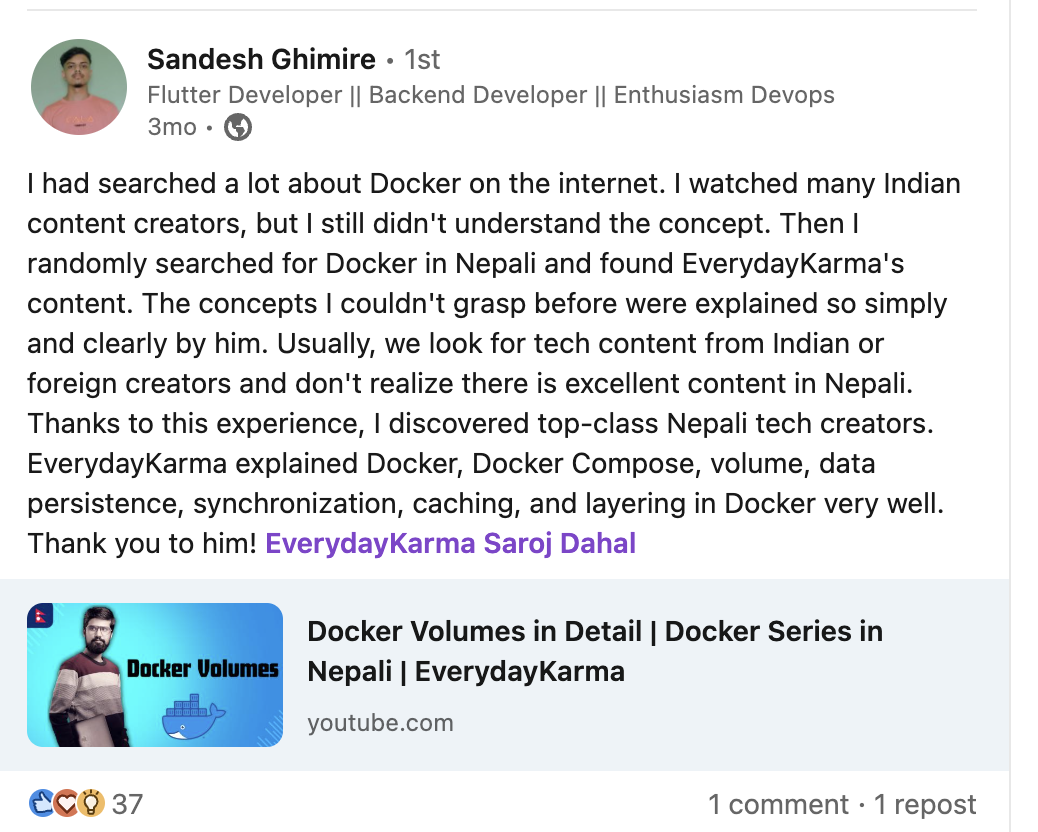 Sandesh Ghimire • 1st
Flutter Developer || Backend Developer || Enthusiasm Devops
3mo •
I had searched a lot about Docker on the internet. I watched many Indian
content creators, but I still didn't understand the concept. Then I
randomly searched for Docker in Nepali and found EverydayKarma's
content. The concepts I couldn't grasp before were explained so simply
and clearly by him. Usually, we look for tech content from Indian or
foreign creators and don't realize there is excellent content in Nepali.
Thanks to this experience, I discovered top-class Nepali tech creators.
EverydayKarma explained Docker, Docker Compose, volume, data
persistence, synchronization, caching, and layering in Docker very well.
Thank you to him! EverydayKarma Saroj Dahal
Docker Volumes
Docker Volumes in Detail | Docker Series in
Nepali | EverydayKarma
youtube.com
37
1 comment · 1 repost